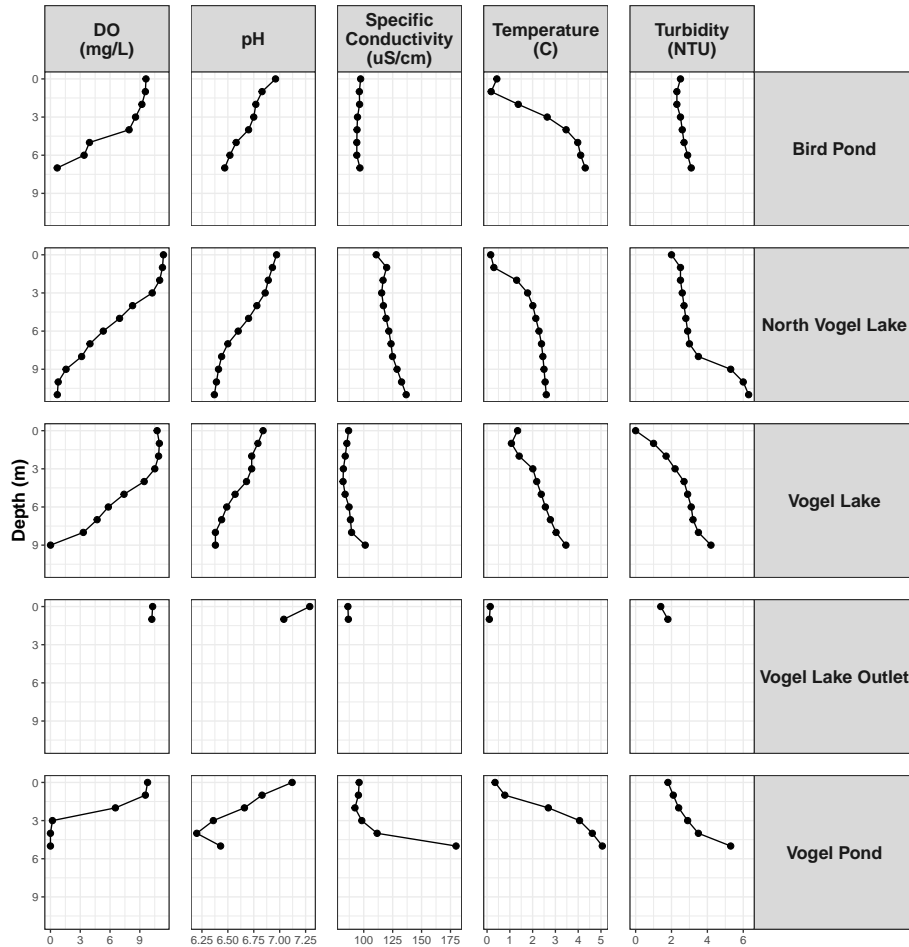 DO
(mg/L)
pH
Specific
Conductivity
(uS/cm)
Temperature
(C)
Turbidity
(NTU)
0
3
6
9
Bird Pond
0
3
6
9
North Vogel Lake
0
3
6
9
Vogel Lake
Depth (m)
0
3
6
9
Vogel Lake Outlet
0
3
6
9
Vogel Pond
0 3 6 9
6.25 6.50 6.75 7.00 7.25
100 125 150 175
0 1 2 3 4 5
0 2 4 6